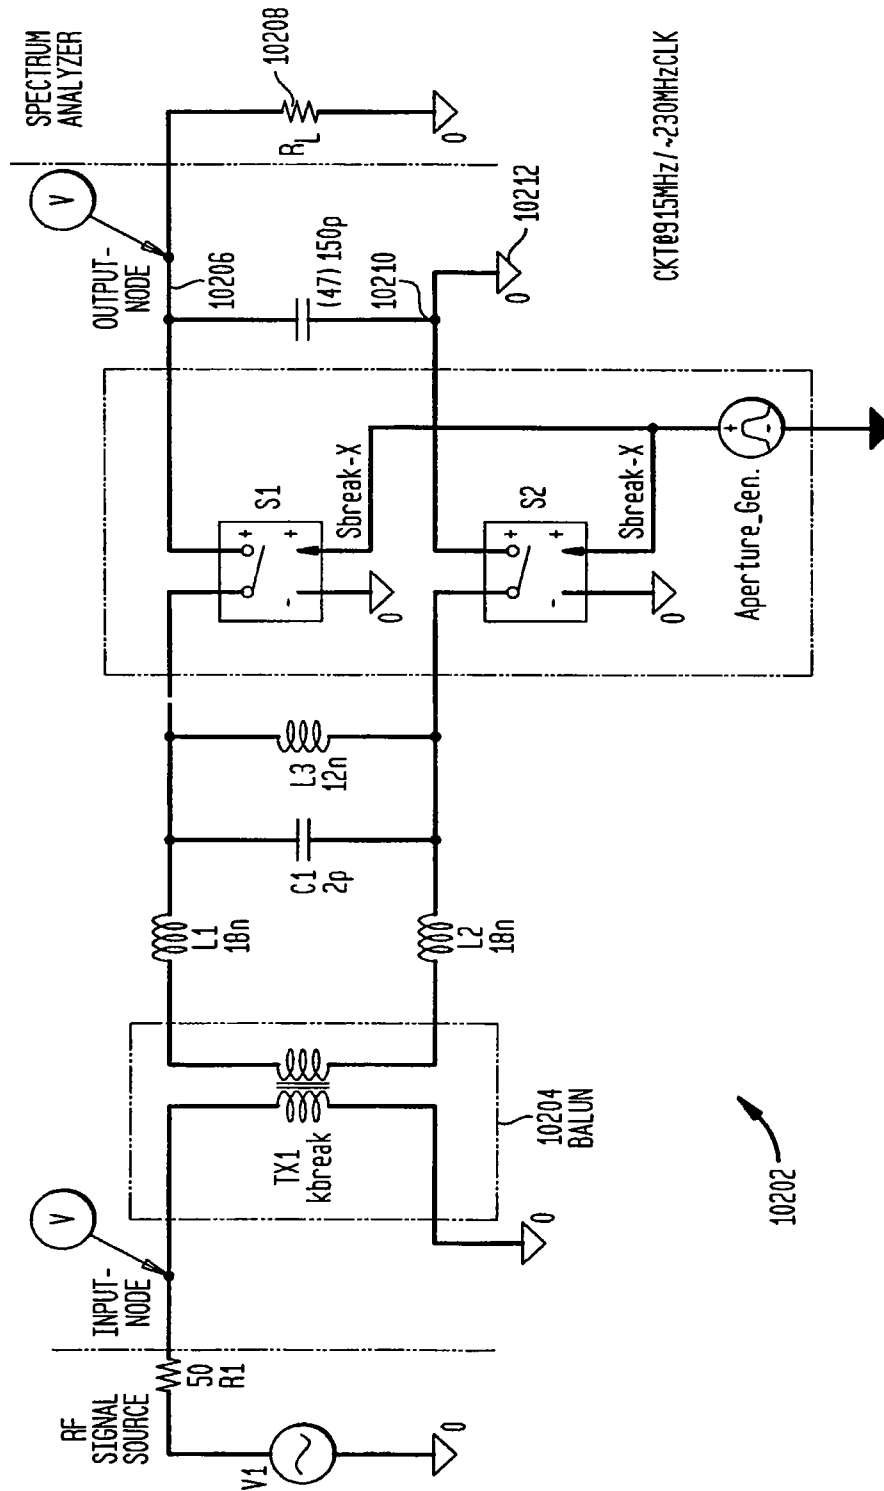 RF
SIGNAL
SOURCE
V1
0
50
R1
INPUT-
NODE
V
0
TX1
kbreak
10204
BALUN
L1
18n
L2
18n
C1
2p
L3
12n
S1
+
+
-
0
Sbreak-X
S2
+
+
-
0
Sbreak-X
Aperture_Gen.
+
-
OUTPUT-
NODE
V
10206
(47) 150p
10210
10212
0
SPECTRUM
ANALYZER
10208
RL
0
CKT@915MHz/~230MHzCLK
10202